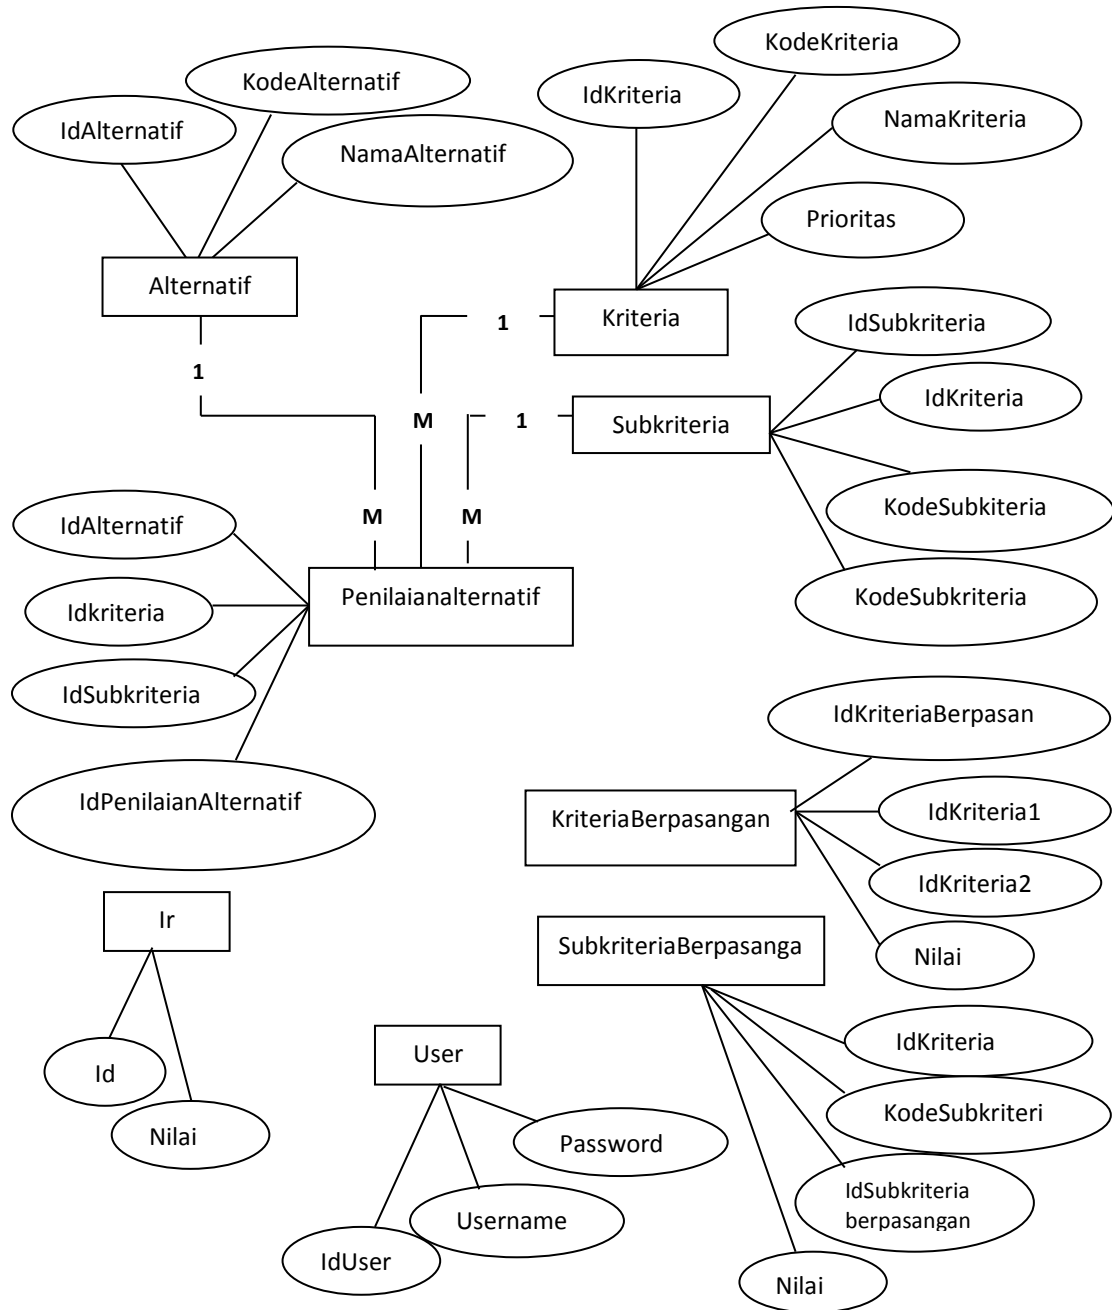 KodeKriteria
KodeAlternatif
IdKriteria
IdAlternatif
NamaKriteria
NamaAlternatif
Prioritas
Alternatif
Kriteria
1
IdSubkriteria
1
IdKriteria
M
1
Subkriteria
KodeSubkiteria
M
M
IdAlternatif
Penilaianalternatif
KodeSubkriteria
Idkriteria
IdSubkriteria
IdKriteriaBerpasan
IdPenilaianAlternatif
KriteriaBerpasangan
IdKriteria1
IdKriteria2
Ir
SubkriteriaBerpasanga
Nilai
IdKriteria
User
Id
KodeSubkriteri
Nilai
Password
IdSubkriteria
berpasangan
Username
IdUser
Nilai